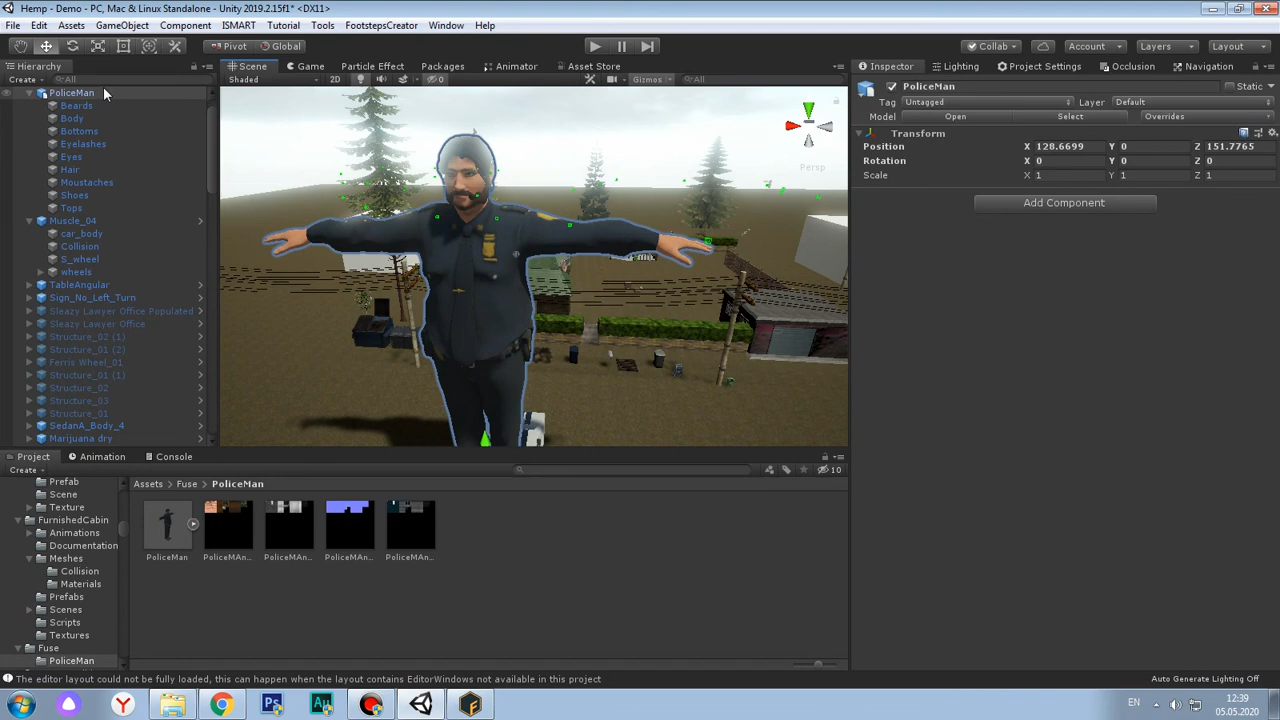 Hemp - Demo - PC, Mac & Linux Standalone - Unity 2019.2.15f1* <DX11>
File Edit Assets GameObject Component ISMART Tutorial Tools FootstepsCreator Window Help
Pivot Global Collab Account Layers Layout
Hierarchy Scene Game Particle Effect Packages Animator Asset Store Inspector Lighting Project Settings Occlusion Navigation
Create All Shaded 2D 0 Gizmos All
PoliceMan PoliceMan Static
Beards Tag Untagged Layer Default
Body Model Open Select Overrides
Bottoms Transform
Eyelashes Position X 128.6699 Y 0 Z 151.7765
Eyes Rotation X 0 Y 0 Z 0
Hair Persp Scale X 1 Y 1 Z 1
Moustaches
Shoes Add Component
Tops
Muscle_04
car_body
Collision
S_wheel
wheels
TableAngular
Sign_No_Left_Turn
Sleazy Lawyer Office Populated
Sleazy Lawyer Office
Structure_02 (1)
Structure_01 (2)
Ferris Wheel_01
Structure_01 (1)
Structure_02
Structure_03
Structure_01
SedanA_Body_4
Marijuana dry
Project Animation Console
Create 10
Prefab Assets Fuse PoliceMan
Scene
Texture
FurnishedCabin
Animations
Documentation
Meshes PoliceMan PoliceMAn... PoliceMAn... PoliceMAn... PoliceMAn...
Collision
Materials
Prefabs
Scenes
Scripts
Textures
Fuse
PoliceMan
The editor layout could not be fully loaded, this can happen when the layout contains EditorWindows not available in this project Auto Generate Lighting Off
Ps Au EN 12:39
05.05.2020